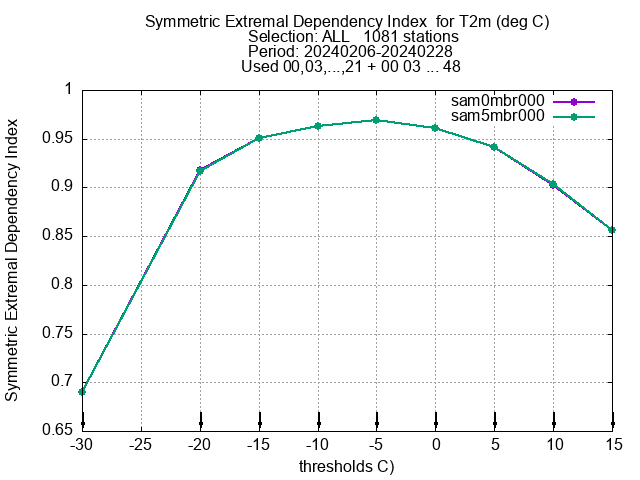 Symmetric Extremal Dependency Index  for T2m (deg C)
Selection: ALL   1081 stations
Period: 20240206-20240228
Used 00,03,...,21 + 00 03 ... 48
sam0mbr000
sam5mbr000
Symmetric Extremal Dependency Index
1
0.95
0.9
0.85
0.8
0.75
0.7
0.65
-30 -25 -20 -15 -10 -5 0 5 10 15
thresholds C)